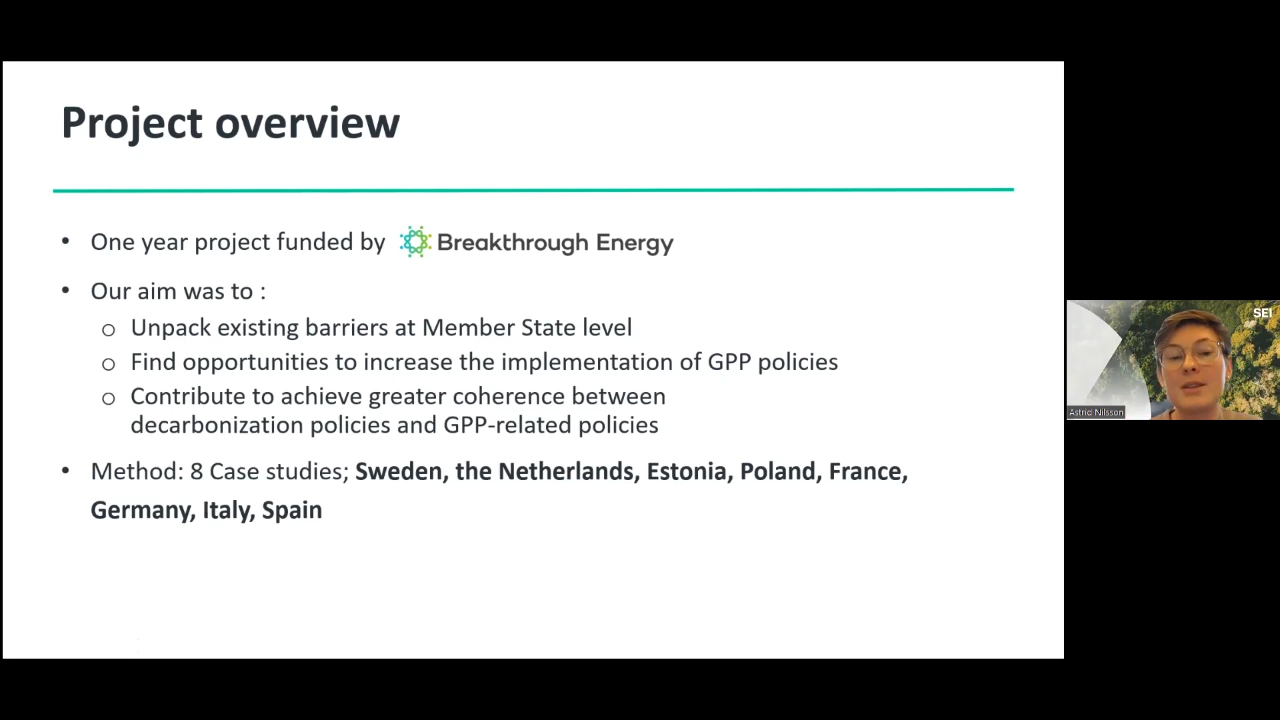 Project overview
• One year project funded by Breakthrough Energy
• Our aim was to :
o Unpack existing barriers at Member State level
o Find opportunities to increase the implementation of GPP policies
o Contribute to achieve greater coherence between
decarbonization policies and GPP-related policies
• Method: 8 Case studies; Sweden, the Netherlands, Estonia, Poland, France,
Germany, Italy, Spain
SEI
Astrid Nilsson